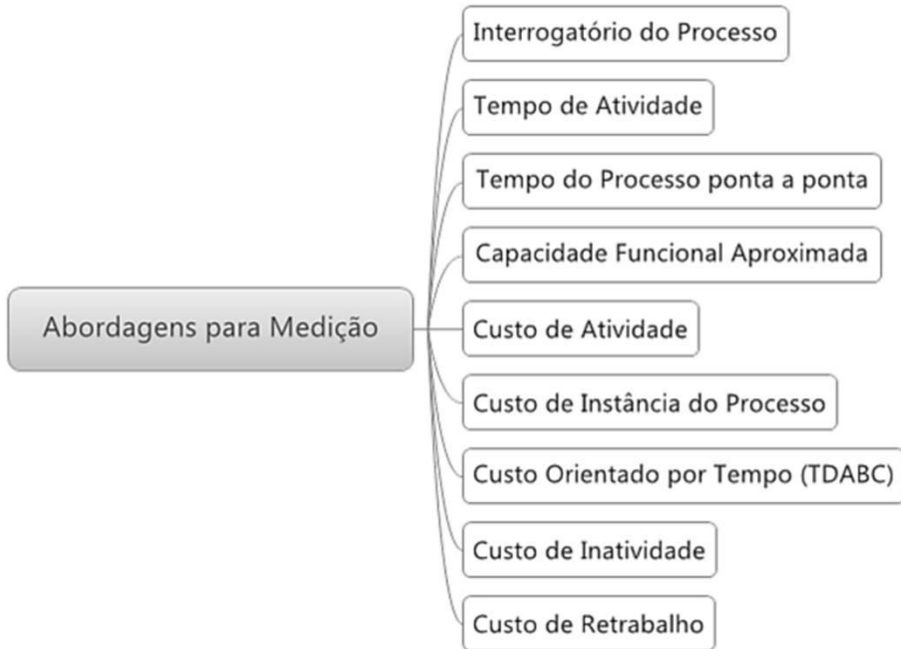 Interrogatório do Processo
Tempo de Atividade
Tempo do Processo ponta a ponta
Capacidade Funcional Aproximada
Abordagens para Medição
Custo de Atividade
Custo de Instância do Processo
Custo Orientado por Tempo (TDABC)
Custo de Inatividade
Custo de Retrabalho